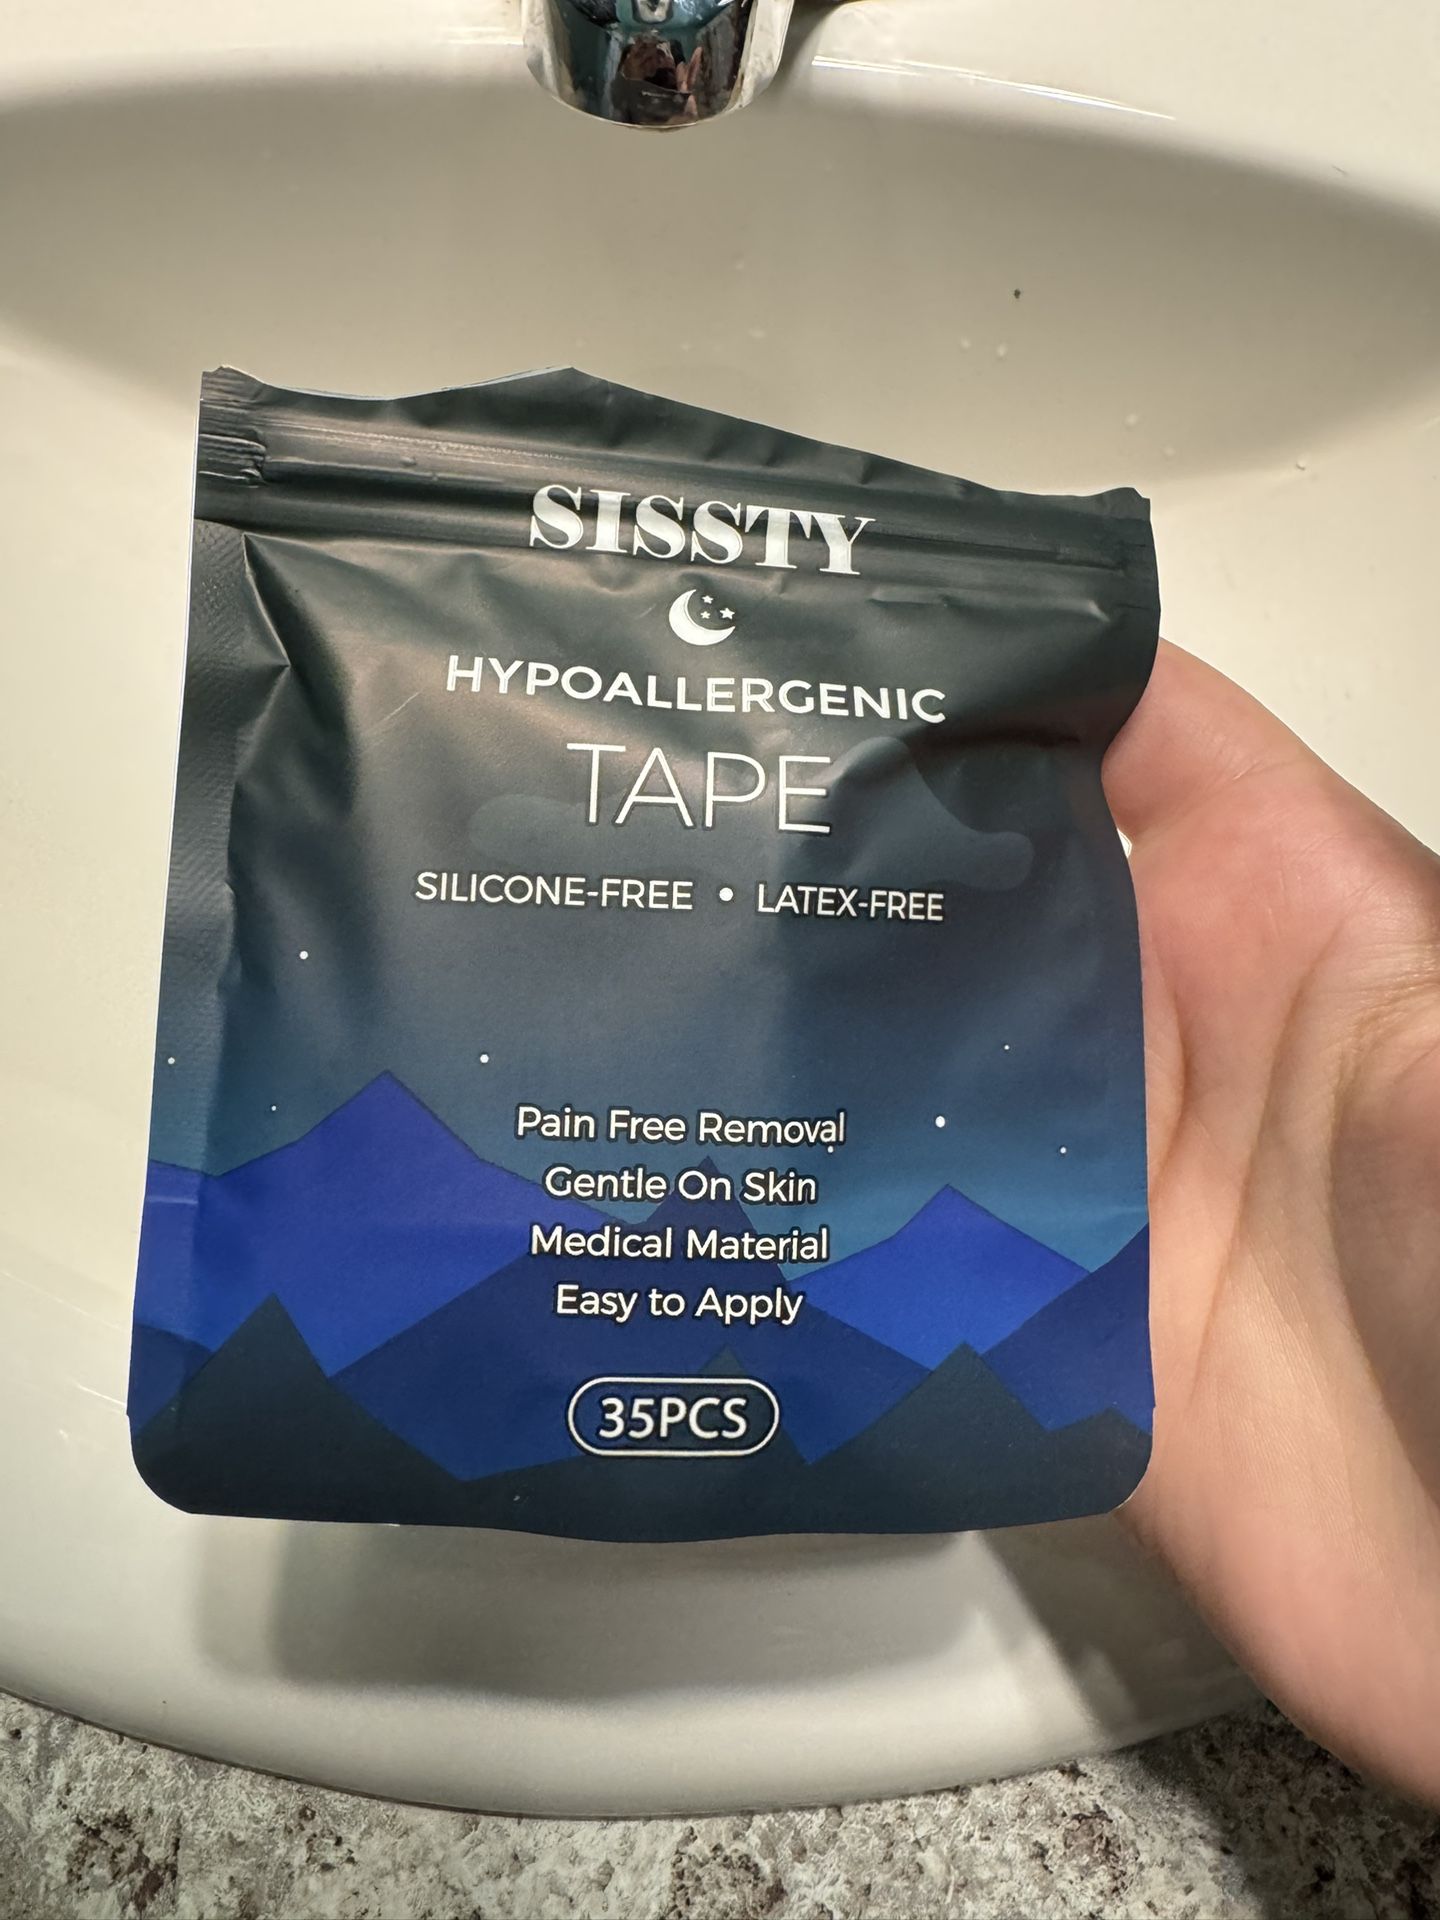 SISSTY
HYPOALLERGENIC
TAPE
SILICONE-FREE • LATEX-FREE
Pain Free Removal
Gentle On Skin
Medical Material
Easy to Apply
35PCS